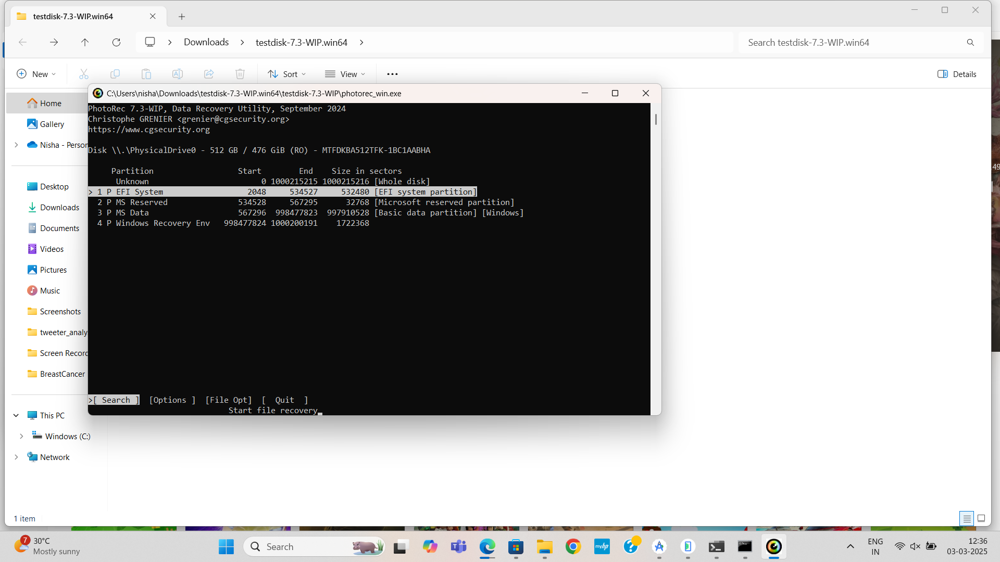 testdisk-7.3-WIP.win64
Downloads
testdisk-7.3-WIP.win64
Search testdisk-7.3-WIP.win64
New
Sort
View
Details
C:\Users\nisha\Downloads\testdisk-7.3-WIP.win64\testdisk-7.3-WIP\photorec_win.exe
PhotoRec 7.3-WIP, Data Recovery Utility, September 2024
Christophe GRENIER <grenier@cgsecurity.org>
https://www.cgsecurity.org
Disk \\.\PhysicalDrive0 - 512 GB / 476 GiB (RO) - MTFDKBA512TFK-1BC1AABHA
Partition Start End Size in sectors
Unknown 0 1000215215 1000215216 [Whole disk]
> 1 P EFI System 2048 534527 532480 [EFI system partition]
2 P MS Reserved 534528 567295 32768 [Microsoft reserved partition]
3 P MS Data 567296 998477823 997910528 [Basic data partition] [Windows]
4 P Windows Recovery Env 998477824 1000200191 1722368
>[ Search ] [Options ] [File Opt] [ Quit ]
Start file recovery_
Home
Gallery
Nisha - Person
Desktop
Downloads
Documents
Videos
Pictures
Music
Screenshots
tweeter_analy
Screen Record
BreastCancer
This PC
Windows (C:)
Network
1 item
49
7
30°C
Mostly sunny
Search
myhp
ENG
IN
12:36
03-03-2025